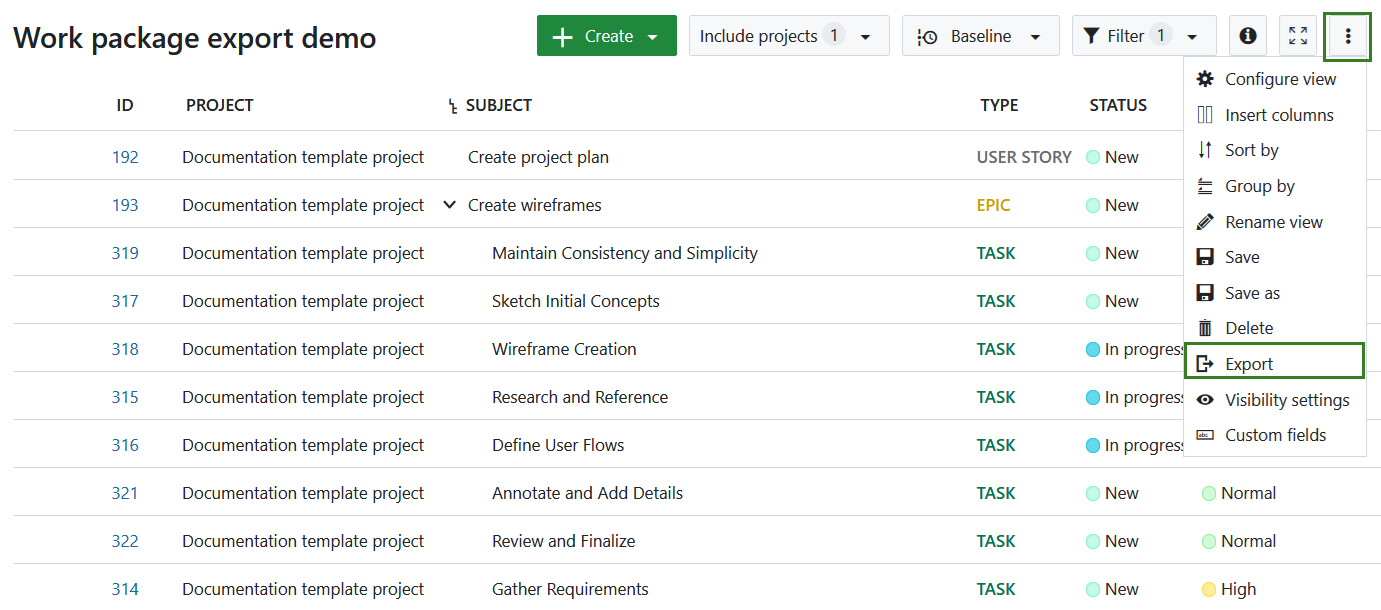 Work package export demo
Create
Include projects 1
Baseline
Filter 1
ID PROJECT SUBJECT TYPE STATUS
192 Documentation template project Create project plan USER STORY New
193 Documentation template project Create wireframes EPIC New
319 Documentation template project Maintain Consistency and Simplicity TASK New
317 Documentation template project Sketch Initial Concepts TASK New
318 Documentation template project Wireframe Creation TASK In progress
315 Documentation template project Research and Reference TASK In progress
316 Documentation template project Define User Flows TASK In progress
321 Documentation template project Annotate and Add Details TASK New Normal
322 Documentation template project Review and Finalize TASK New Normal
314 Documentation template project Gather Requirements TASK New High
Configure view
Insert columns
Sort by
Group by
Rename view
Save
Save as
Delete
Export
Visibility settings
abc
Custom fields